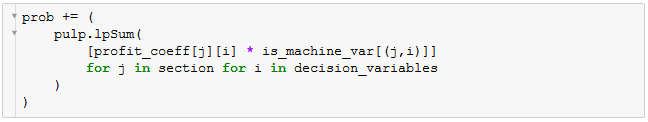 prob += (
    pulp.lpSum(
        [profit_coeff[j][i] * is_machine_var[(j,i)]]
        for j in section for i in decision_variables
    )
)